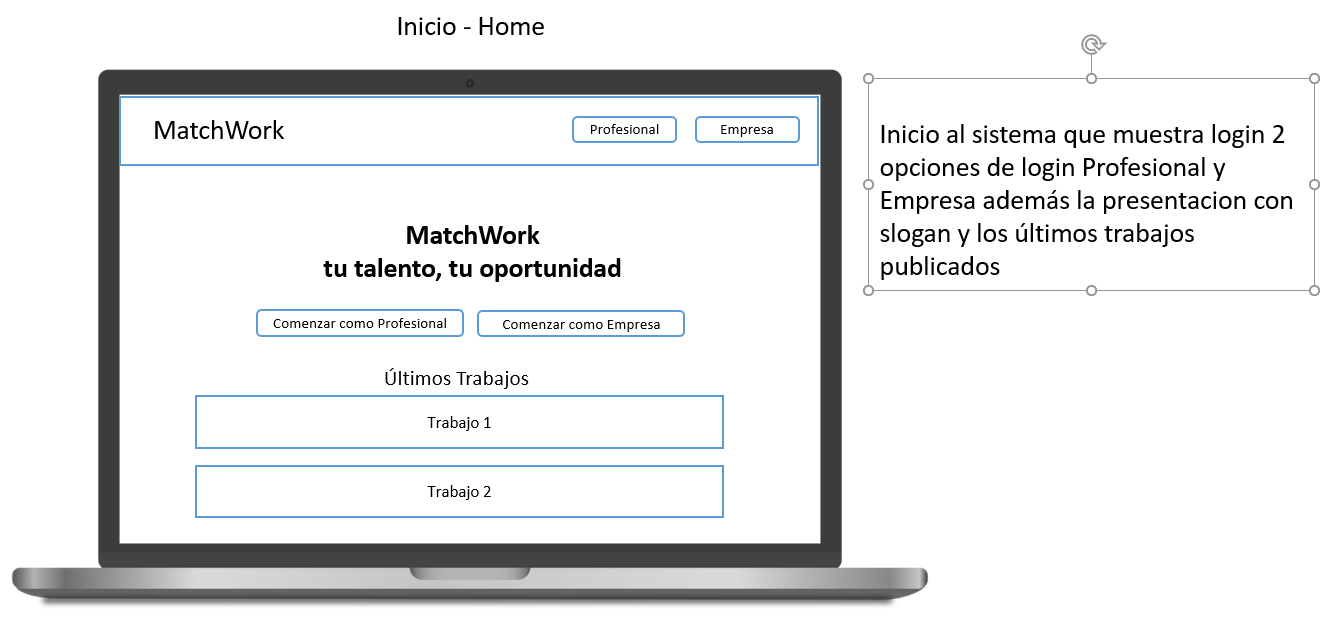 Inicio - Home
MatchWork
Profesional
Empresa
MatchWork
tu talento, tu oportunidad
Comenzar como Profesional
Comenzar como Empresa
Últimos Trabajos
Trabajo 1
Trabajo 2
Inicio al sistema que muestra login 2
opciones de login Profesional y
Empresa además la presentacion con
slogan y los últimos trabajos
publicados